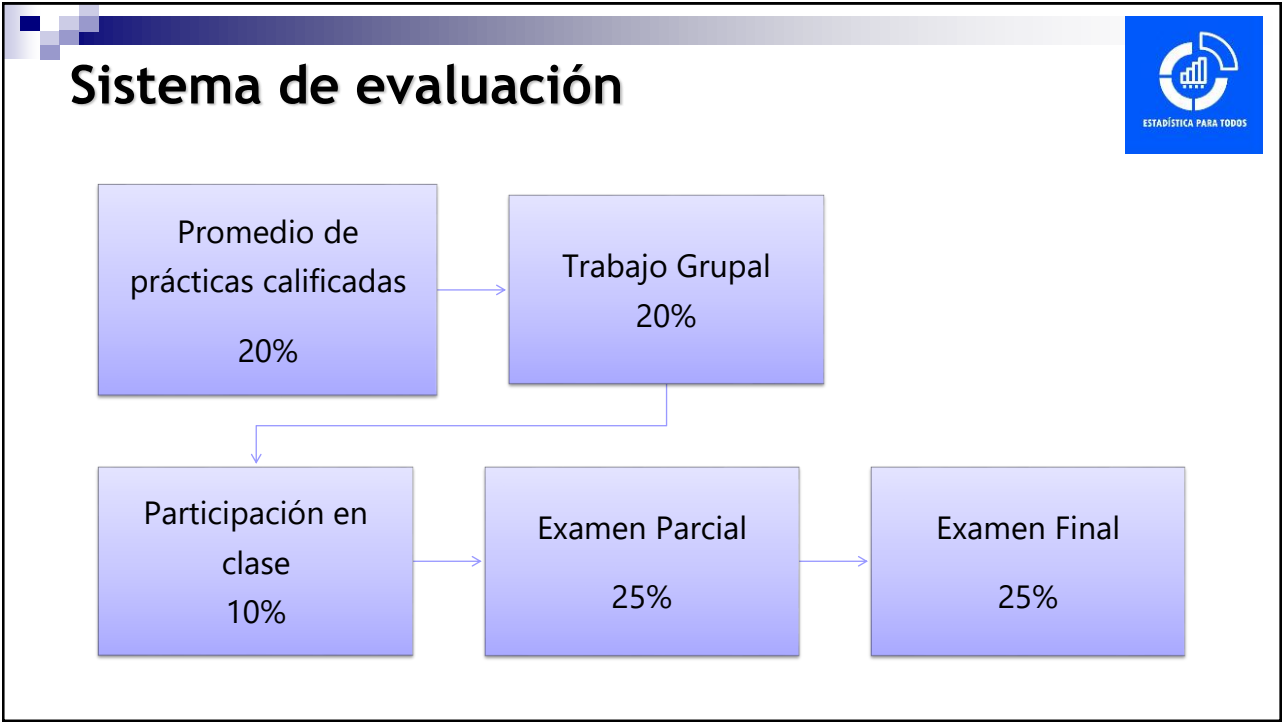 Sistema de evaluación
ESTADÍSTICA PARA TODOS
Promedio de
prácticas calificadas
20%
Trabajo Grupal
20%
Participación en
clase
10%
Examen Parcial
25%
Examen Final
25%